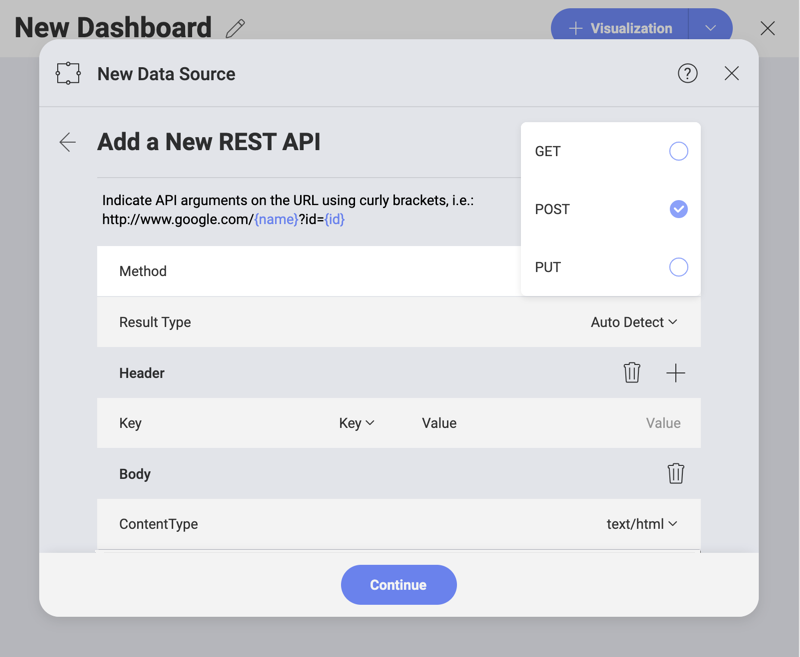 New Dashboard
Visualization
New Data Source
?
Add a New REST API
Indicate API arguments on the URL using curly brackets, i.e.:
http://www.google.com/{name}?id={id}
GET
POST
PUT
Method
Result Type Auto Detect
Header
Key Key Value Value
Body
ContentType text/html
Continue